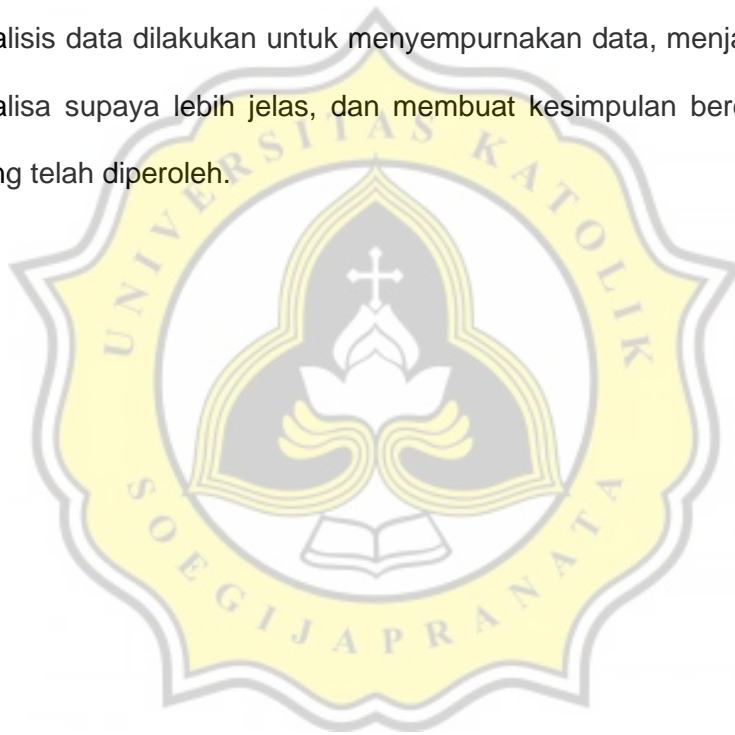 alisis data dilakukan untuk menyempurnakan data, menja
alisa supaya lebih jelas, dan membuat kesimpulan ber
ng telah diperoleh.
UNIVERSITAS KATOLIK
SOEGIJAPRANATA